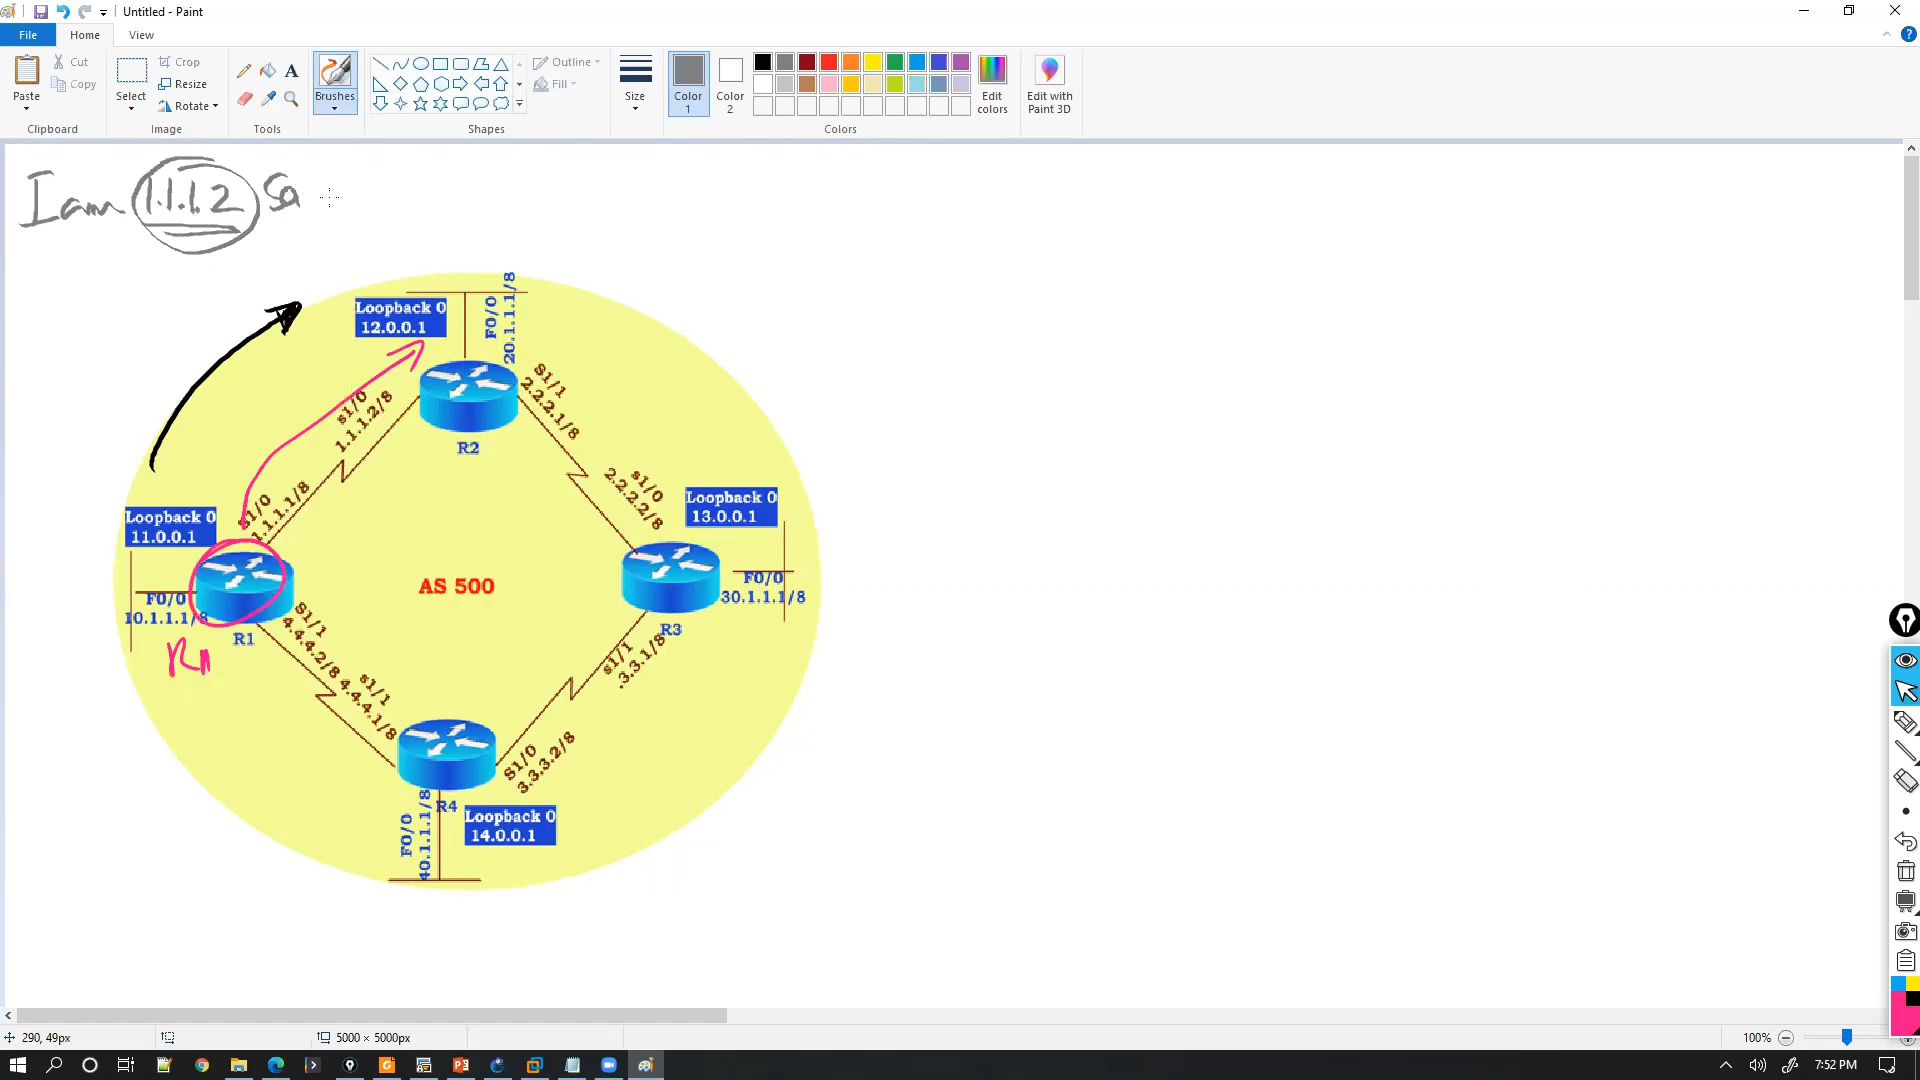 Untitled - Paint
File
Home
View
Paste
Cut
Copy
Clipboard
Select
Crop
Resize
Rotate
Image
A
Tools
Brushes
Outline
Fill
Shapes
Size
Color
1
Color
2
Edit
colors
Edit with
Paint 3D
Colors
I am 1.1.1.2 Sa
Loopback 0
12.0.0.1
F0/0
20.1.1.1/8
R2
s1/0
1.1.1.2/8
S1/1
2.2.2.1/8
s1/0
2.2.2.2/8
Loopback 0
13.0.0.1
F0/0
30.1.1.1/8
R3
s1/0
1.1.1.1/8
Loopback 0
11.0.0.1
F0/0
10.1.1.1/8
R1
AS 500
S1/1
4.4.4.2/8
s1/1
4.4.4.1/8
s1/1
.3.3.1/8
S1/0
3.3.3.2/8
R4
Loopback 0
14.0.0.1
F0/0
40.1.1.1/8
290, 49px
5000 × 5000px
100%
7:52 PM